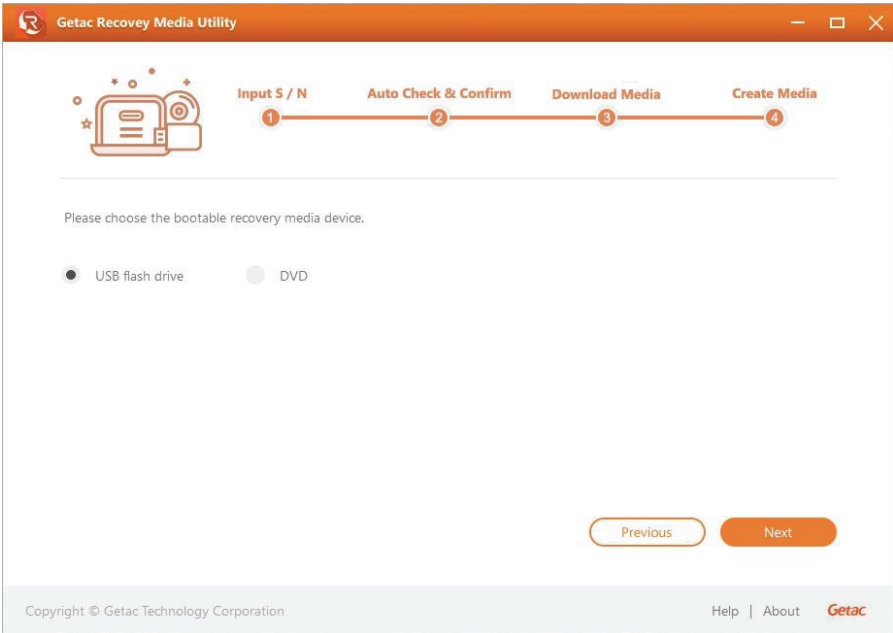 Getac Recovey Media Utility
Input S / N
Auto Check & Confirm
Download Media
Create Media
1
2
3
4
Please choose the bootable recovery media device.
USB flash drive
DVD
Previous
Next
Copyright © Getac Technology Corporation
Help | About
Getac